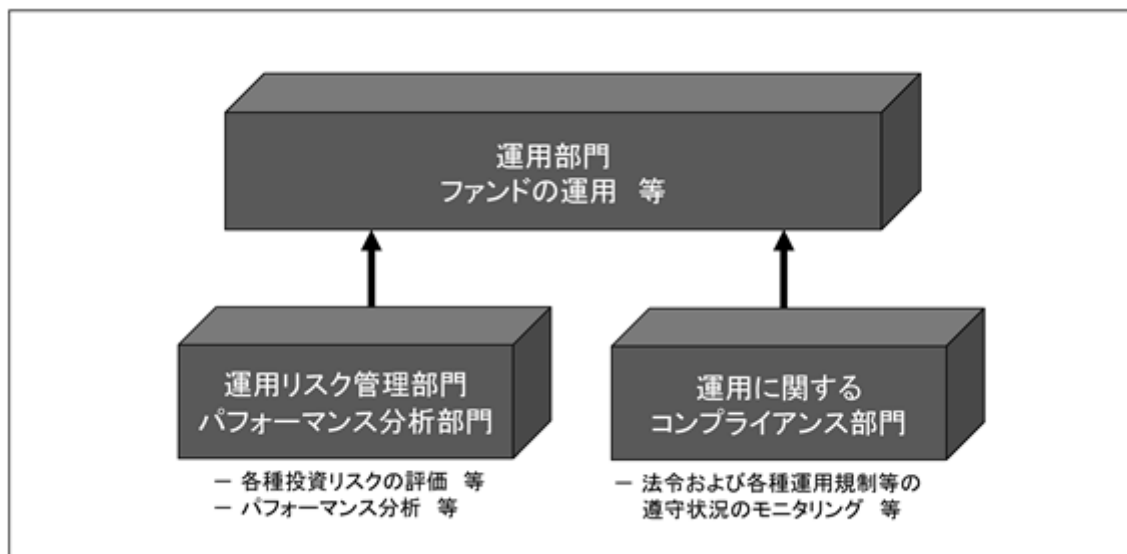 運用部門
ファンドの運用 等
運用リスク管理部門
パフォーマンス分析部門
− 各種投資リスクの評価 等
− パフォーマンス分析 等
運用に関する
コンプライアンス部門
− 法令および各種運用規制等の
遵守状況のモニタリング 等